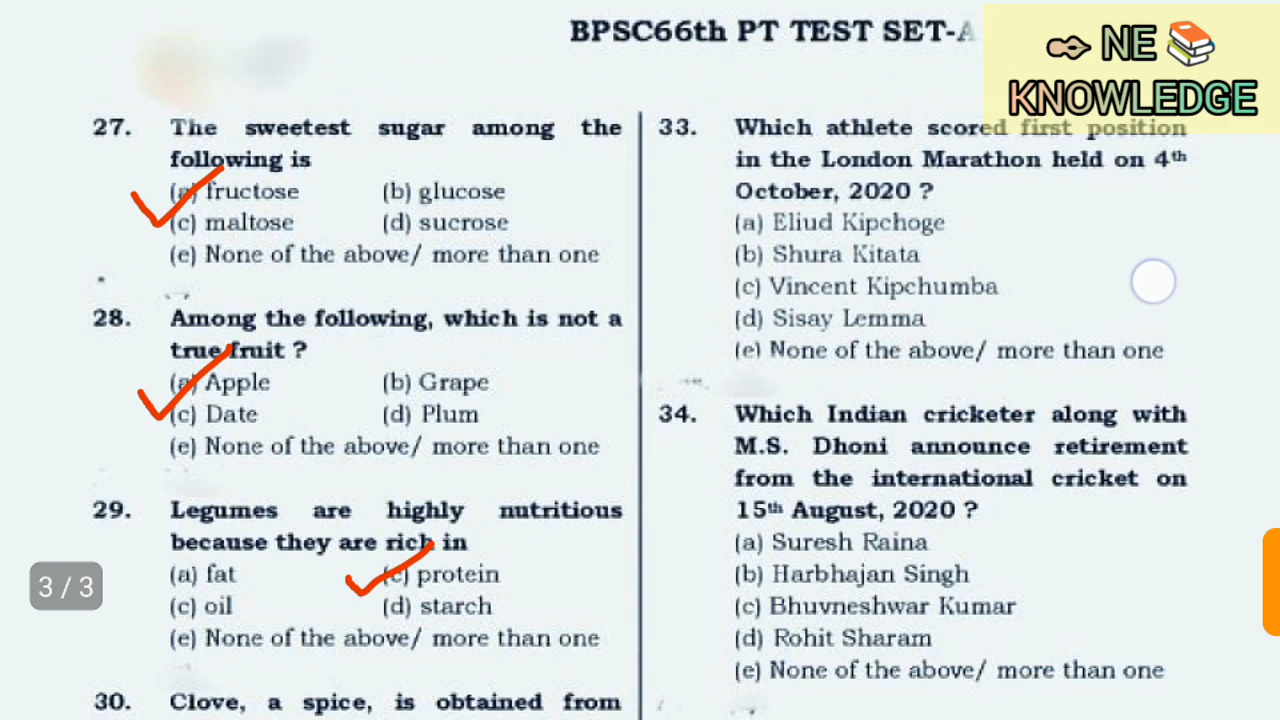 BPSC66th PT TEST SET-A
✒ NE 📚
KNOWLEDGE
27. The sweetest sugar among the
following is
(a) fructose (b) glucose
(c) maltose (d) sucrose
(e) None of the above/ more than one
28. Among the following, which is not a
true fruit ?
(a) Apple (b) Grape
(c) Date (d) Plum
(e) None of the above/ more than one
29. Legumes are highly nutritious
because they are rich in
(a) fat (c) protein
(c) oil (d) starch
(e) None of the above/ more than one
30. Clove, a spice, is obtained from
33. Which athlete scored first position
in the London Marathon held on 4th
October, 2020 ?
(a) Eliud Kipchoge
(b) Shura Kitata
(c) Vincent Kipchumba
(d) Sisay Lemma
(e) None of the above/ more than one
34. Which Indian cricketer along with
M.S. Dhoni announce retirement
from the international cricket on
15th August, 2020 ?
(a) Suresh Raina
(b) Harbhajan Singh
(c) Bhuvneshwar Kumar
(d) Rohit Sharam
(e) None of the above/ more than one
3 / 3